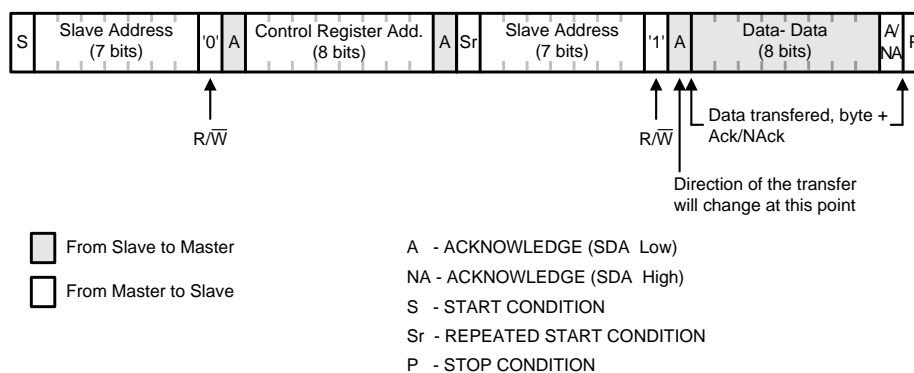 S Slave Address (7 bits) '0' A Control Register Add. (8 bits) A Sr Slave Address (7 bits) '1' A Data- Data (8 bits) A/ NA P
R/W̅ R/W̅ Data transfered, byte + Ack/NAck
Direction of the transfer
will change at this point
From Slave to Master
From Master to Slave
A - ACKNOWLEDGE (SDA Low)
NA - ACKNOWLEDGE (SDA High)
S - START CONDITION
Sr - REPEATED START CONDITION
P - STOP CONDITION